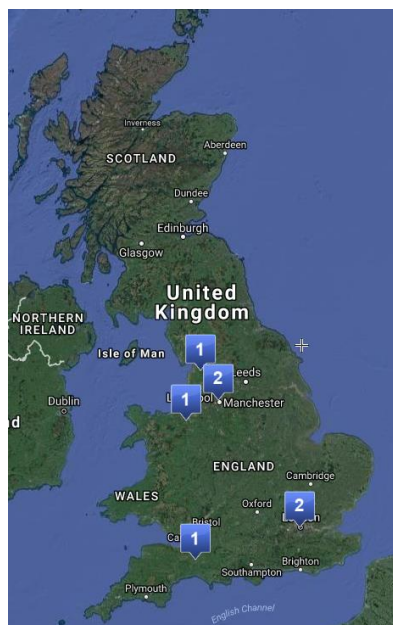 Inverness
SCOTLAND
Aberdeen
Dundee
Edinburgh
Glasgow
United
Kingdom
NORTHERN
IRELAND
Isle of Man
1
2
Leeds
1
Manchester
Dublin
ENGLAND
Cambridge
WALES
Oxford
2
Bristol
1
Southampton
Brighton
Plymouth
English Channel